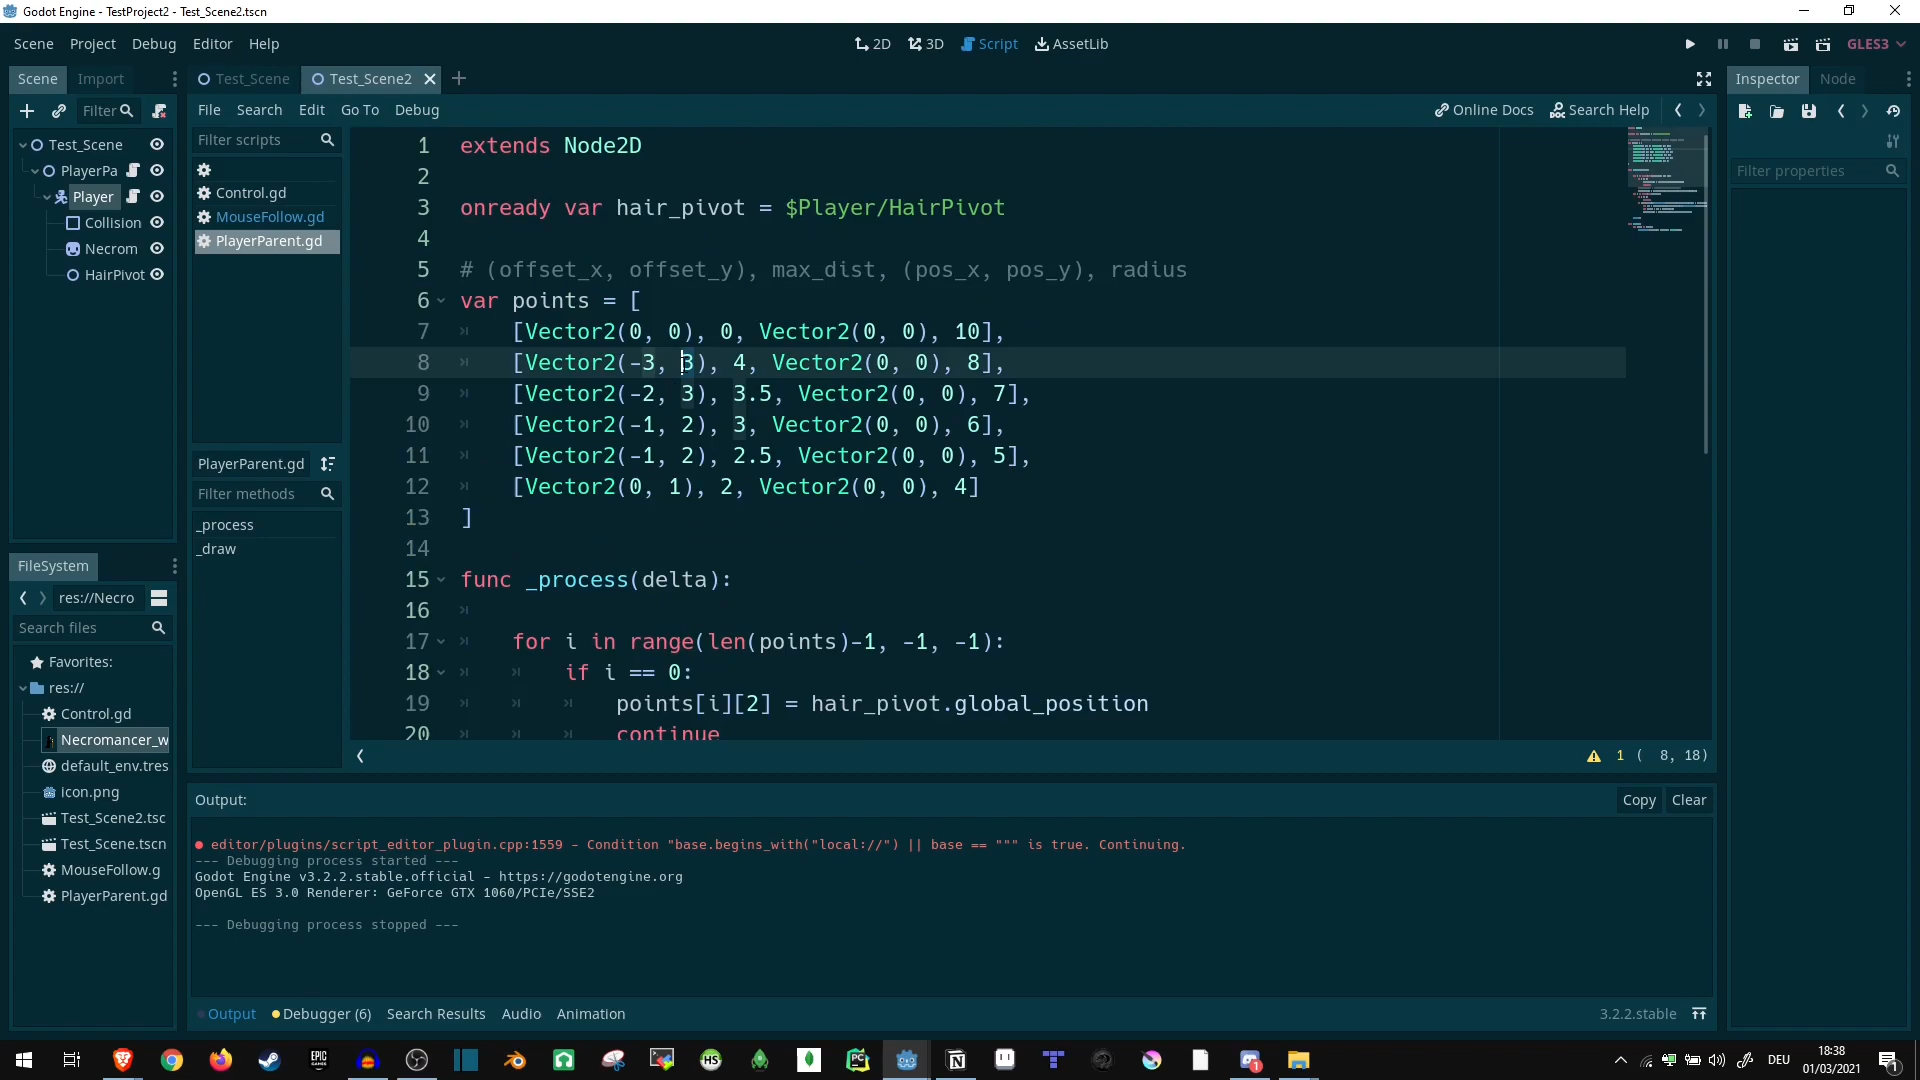 Godot Engine - TestProject2 - Test_Scene2.tscn
Scene Project Debug Editor Help
2D 3D Script AssetLib
GLES3
Scene Import
Test_Scene Test_Scene2
Inspector Node
Filter
File Search Edit Go To Debug
Online Docs Search Help
Filter scripts
Filter properties
Test_Scene
PlayerPa
Player
Collision
Necrom
HairPivot
Control.gd
MouseFollow.gd
PlayerParent.gd
PlayerParent.gd
Filter methods
_process
_draw
1 extends Node2D
2
3 onready var hair_pivot = $Player/HairPivot
4
5 # (offset_x, offset_y), max_dist, (pos_x, pos_y), radius
6 var points = [
7 [Vector2(0, 0), 0, Vector2(0, 0), 10],
8 [Vector2(-3, 3), 4, Vector2(0, 0), 8],
9 [Vector2(-2, 3), 3.5, Vector2(0, 0), 7],
10 [Vector2(-1, 2), 3, Vector2(0, 0), 6],
11 [Vector2(-1, 2), 2.5, Vector2(0, 0), 5],
12 [Vector2(0, 1), 2, Vector2(0, 0), 4]
13 ]
14
15 func _process(delta):
16
17 for i in range(len(points)-1, -1, -1):
18 if i == 0:
19 points[i][2] = hair_pivot.global_position
20 continue
1 ( 8, 18)
FileSystem
res://Necro
Search files
Favorites:
res://
Control.gd
Necromancer_w
default_env.tres
icon.png
Test_Scene2.tsc
Test_Scene.tscn
MouseFollow.g
PlayerParent.gd
Output:
Copy Clear
editor/plugins/script_editor_plugin.cpp:1559 - Condition "base.begins_with("local://") || base == """ is true. Continuing.
--- Debugging process started ---
Godot Engine v3.2.2.stable.official - https://godotengine.org
OpenGL ES 3.0 Renderer: GeForce GTX 1060/PCIe/SSE2
--- Debugging process stopped ---
Output Debugger (6) Search Results Audio Animation
3.2.2.stable
EPIC GAMES
HS
PC
DEU
18:38
01/03/2021
1
1